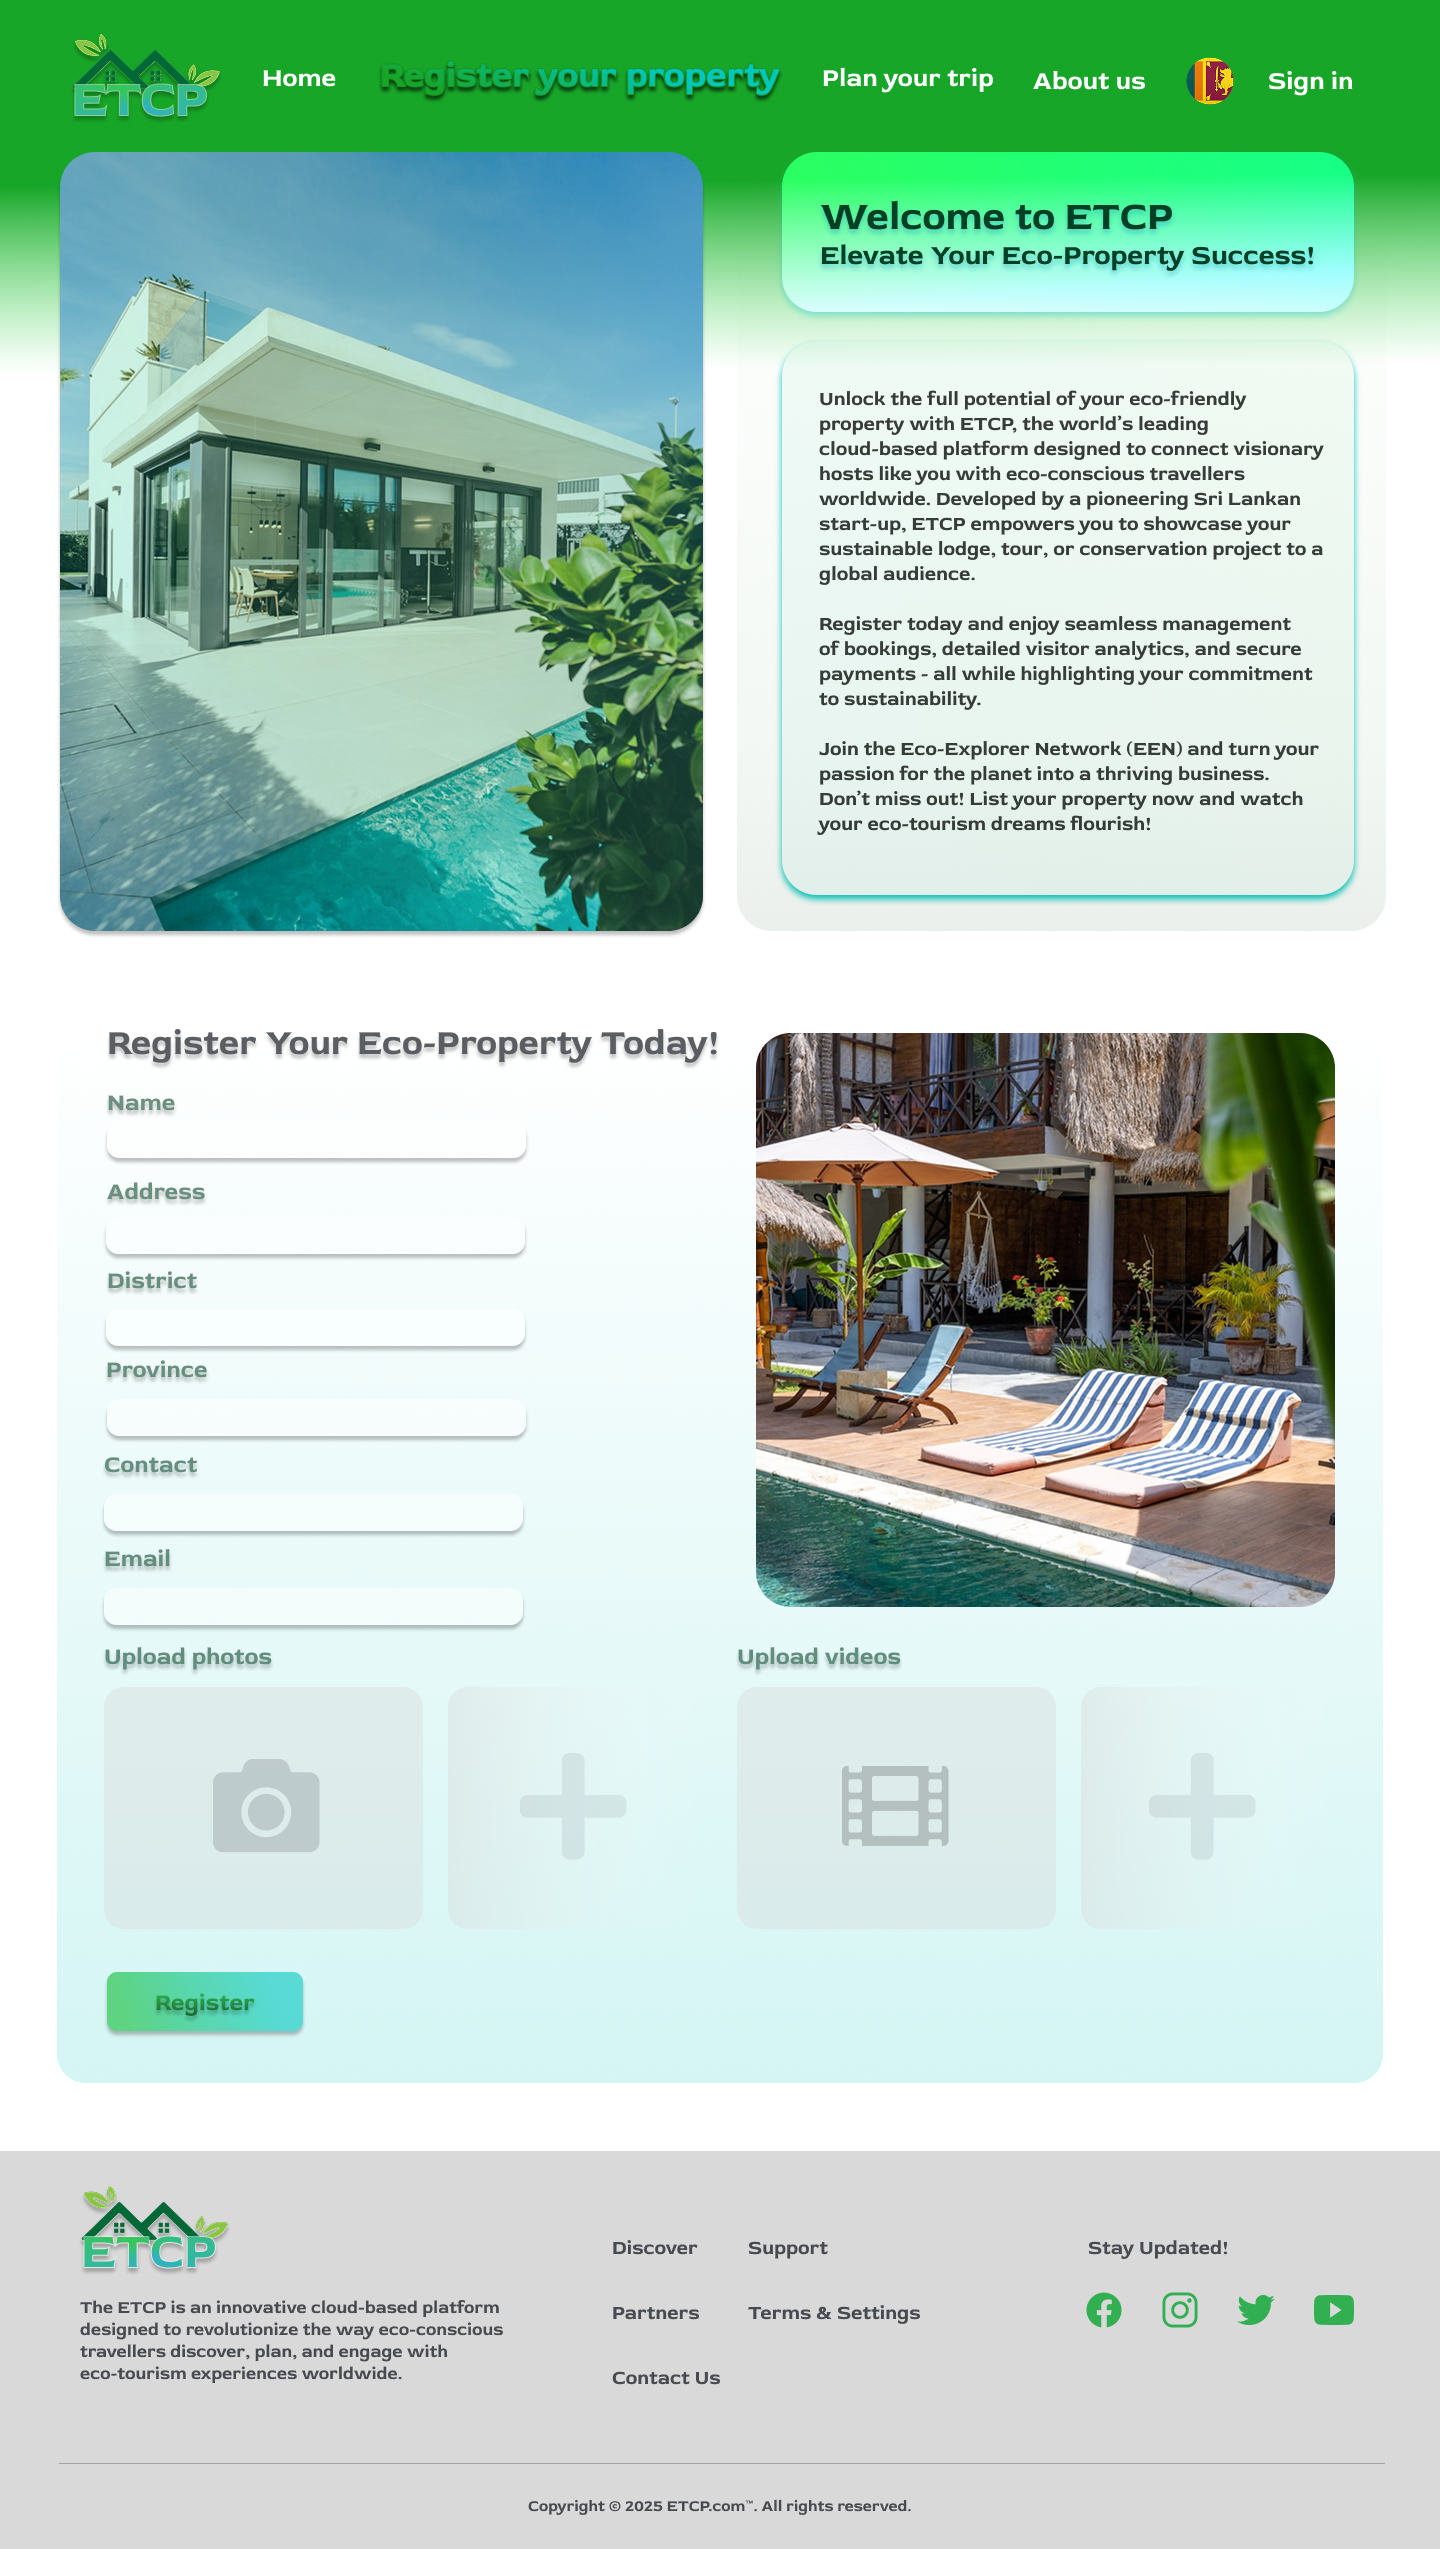 ETCP
Home
Register your property
Plan your trip
About us
Sign in
Welcome to ETCP
Elevate Your Eco-Property Success!
Unlock the full potential of your eco-friendly
property with ETCP, the world's leading
cloud-based platform designed to connect visionary
hosts like you with eco-conscious travellers
worldwide. Developed by a pioneering Sri Lankan
start-up, ETCP empowers you to showcase your
sustainable lodge, tour, or conservation project to a
global audience.
Register today and enjoy seamless management
of bookings, detailed visitor analytics, and secure
payments - all while highlighting your commitment
to sustainability.
Join the Eco-Explorer Network (EEN) and turn your
passion for the planet into a thriving business.
Don't miss out! List your property now and watch
your eco-tourism dreams flourish!
Register Your Eco-Property Today!
Name
Address
District
Province
Contact
Email
Upload photos
Upload videos
Register
ETCP
The ETCP is an innovative cloud-based platform
designed to revolutionize the way eco-conscious
travellers discover, plan, and engage with
eco-tourism experiences worldwide.
Discover
Support
Partners
Terms & Settings
Contact Us
Stay Updated!
Copyright © 2025 ETCP.com™. All rights reserved.